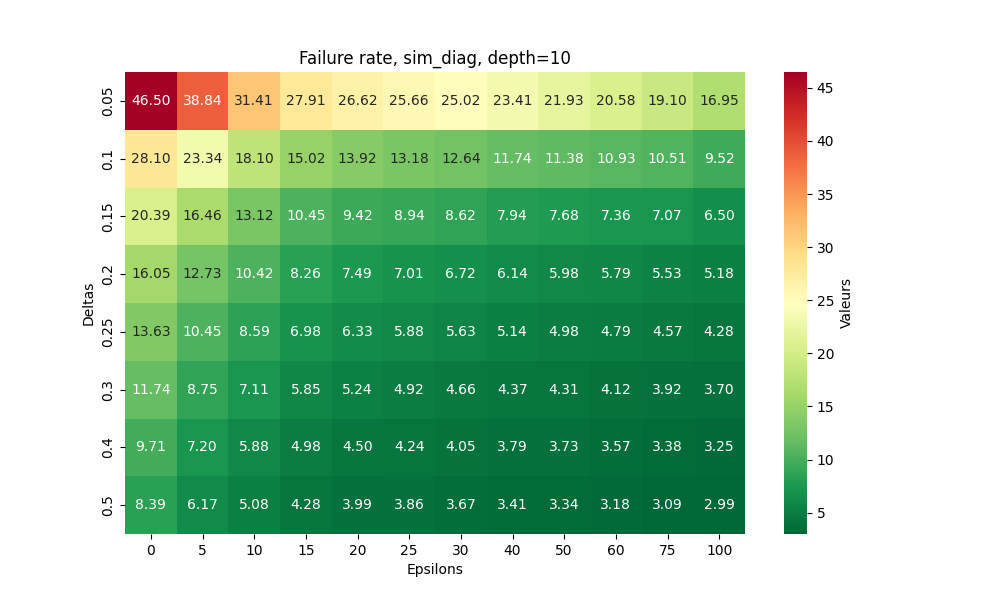 Failure rate, sim_diag, depth=10
0.05 46.50 38.84 31.41 27.91 26.62 25.66 25.02 23.41 21.93 20.58 19.10 16.95
0.1 28.10 23.34 18.10 15.02 13.92 13.18 12.64 11.74 11.38 10.93 10.51 9.52
0.15 20.39 16.46 13.12 10.45 9.42 8.94 8.62 7.94 7.68 7.36 7.07 6.50
0.2 16.05 12.73 10.42 8.26 7.49 7.01 6.72 6.14 5.98 5.79 5.53 5.18
0.25 13.63 10.45 8.59 6.98 6.33 5.88 5.63 5.14 4.98 4.79 4.57 4.28
0.3 11.74 8.75 7.11 5.85 5.24 4.92 4.66 4.37 4.31 4.12 3.92 3.70
0.4 9.71 7.20 5.88 4.98 4.50 4.24 4.05 3.79 3.73 3.57 3.38 3.25
0.5 8.39 6.17 5.08 4.28 3.99 3.86 3.67 3.41 3.34 3.18 3.09 2.99
0 5 10 15 20 25 30 40 50 60 75 100
Epsilons
Deltas
45
40
35
30
25
20
15
10
5
Valeurs